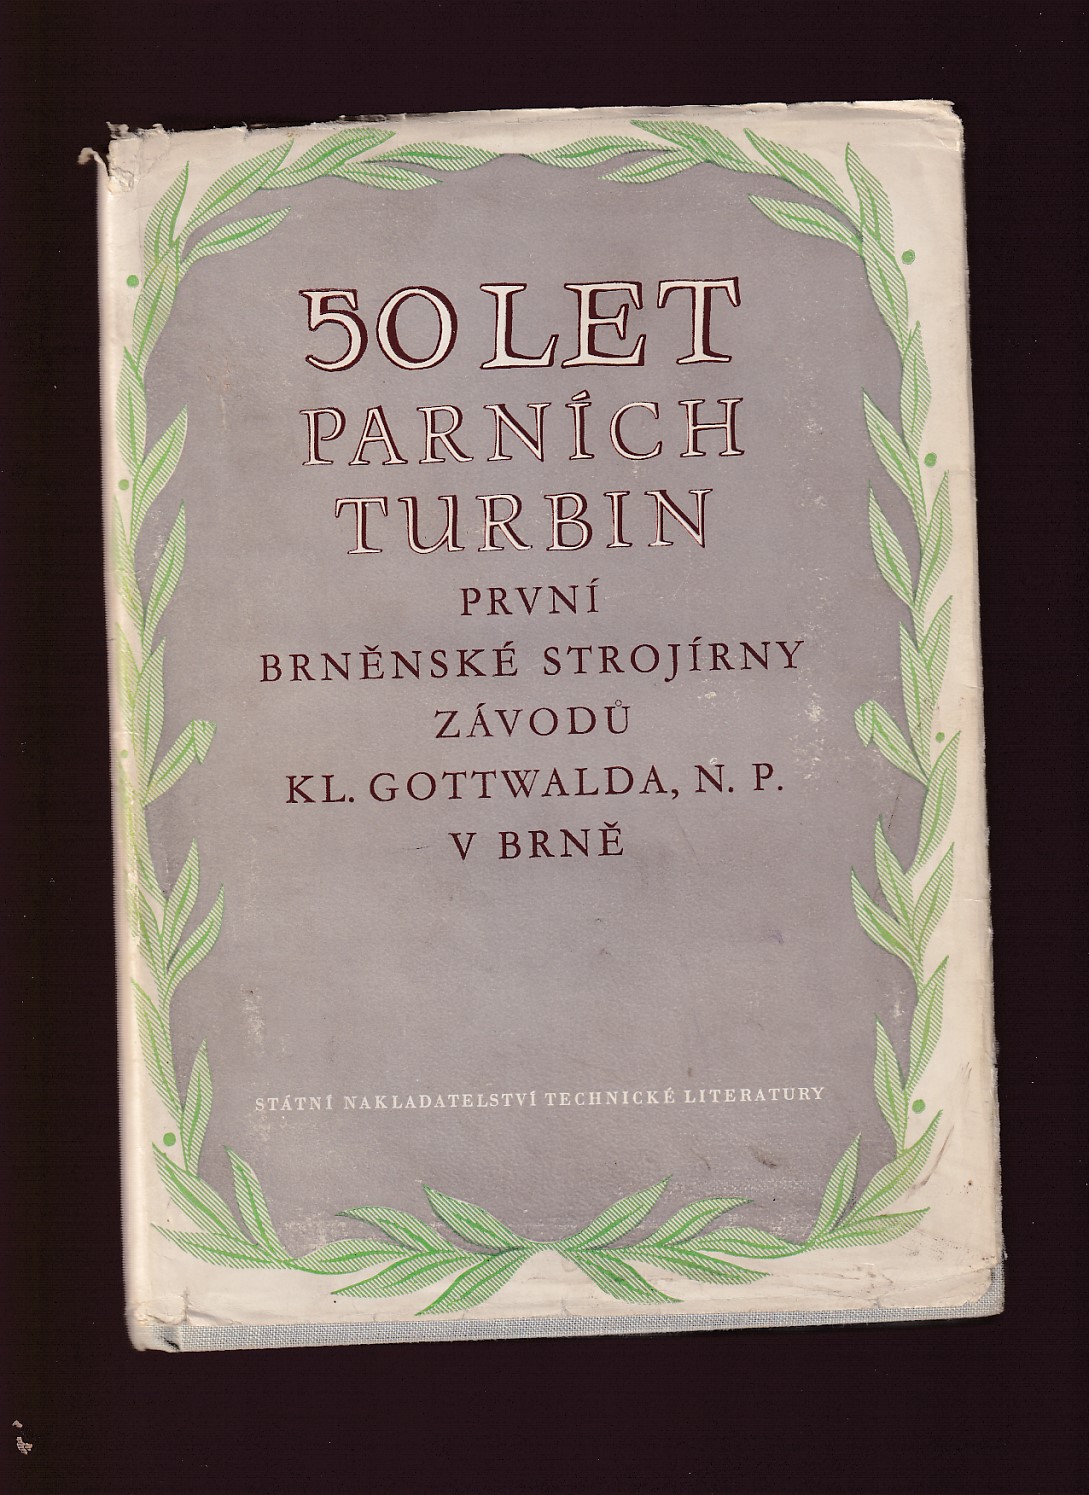 50 LET
PARNÍCH
TURBIN
PRVNÍ
BRNĚNSKÉ STROJÍRNY
ZÁVODŮ
KL. GOTTWALDA, N. P.
V BRNĚ
STÁTNÍ NAKLADATELSTVÍ TECHNICKÉ LITERATURY